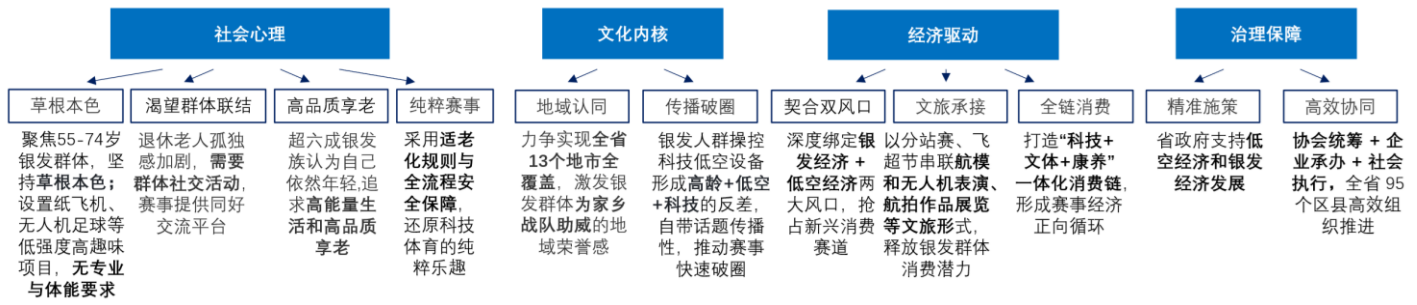 社会心理
草根本色
聚焦55-74岁
银发群体，坚
持草根本色；
设置纸飞机、
无人机足球等
低强度高趣味
项目，无专业
与体能要求
渴望群体联结
退休老人孤独
感加剧，需要
群体社交活动，
赛事提供同好
交流平台
高品质享老
超六成银发
族认为自己
依然年轻,追
求高能量生
活和高品质
享老
纯粹赛事
采用适老
化规则与
全流程安
全保障，
还原科技
体育的纯
粹乐趣
文化内核
地域认同
力争实现全省
13个地市全
覆盖，激发银
发群体为家乡
战队助威的地
域荣誉感
传播破圈
银发人群操控
科技低空设备
形成高龄+低空
+科技的反差，
自带话题传播
性，推动赛事
快速破圈
经济驱动
契合双风口
深度绑定银
发经济 +
低空经济两
大风口，抢
占新兴消费
赛道
文旅承接
以分站赛、飞
超节串联航模
和无人机表演、
航拍作品展览
等文旅形式，
释放银发群体
消费潜力
全链消费
打造“科技+
文体+康养”
一体化消费链，
形成赛事经济
正向循环
治理保障
精准施策
省政府支持低
空经济和银发
经济发展
高效协同
协会统筹 + 企
业承办 + 社会
执行，全省 95
个区县高效组
织推进